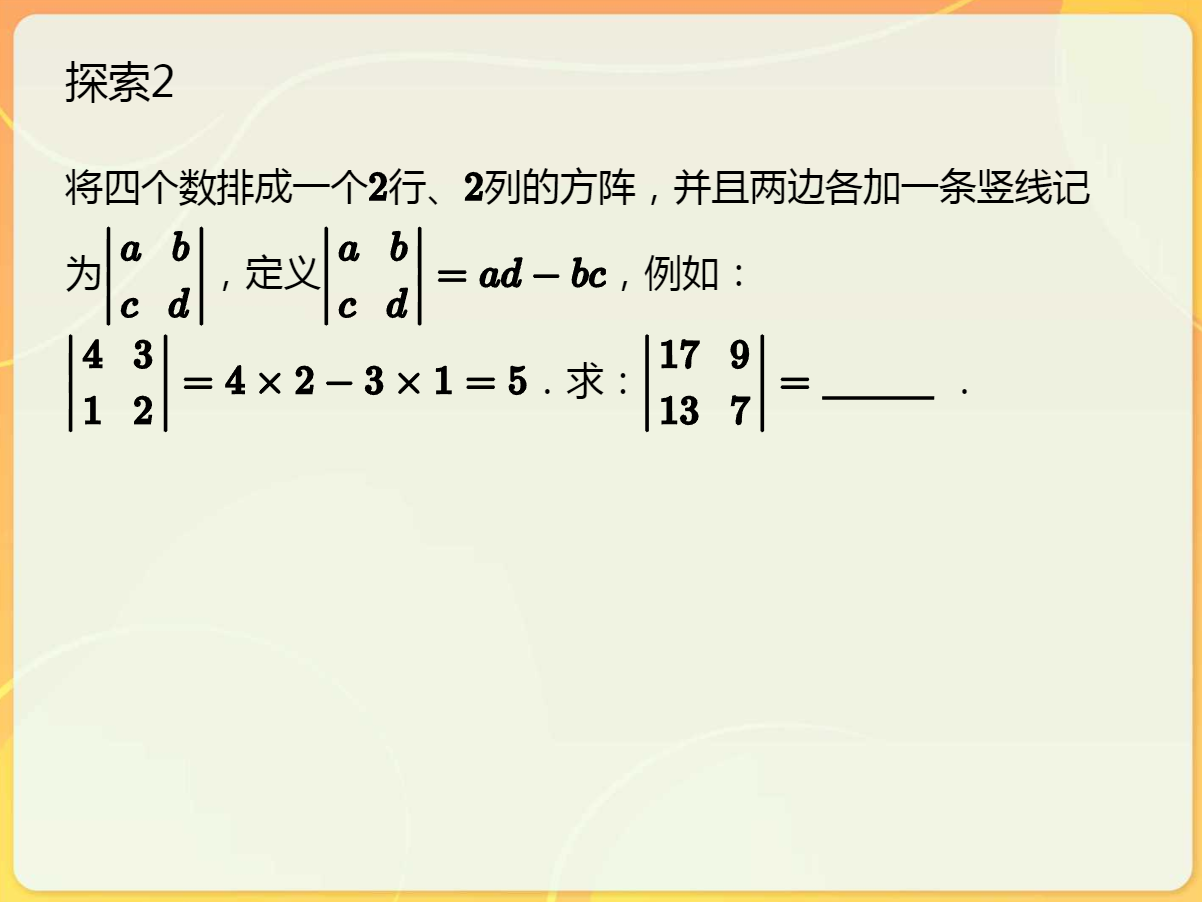 探索2
将四个数排成一个2行、2列的方阵，并且两边各加一条竖线记
为|a b; c d|，定义|a b; c d| = ad − bc，例如：
|4 3; 1 2| = 4 × 2 − 3 × 1 = 5．求：|17 9; 13 7| = ______ ．